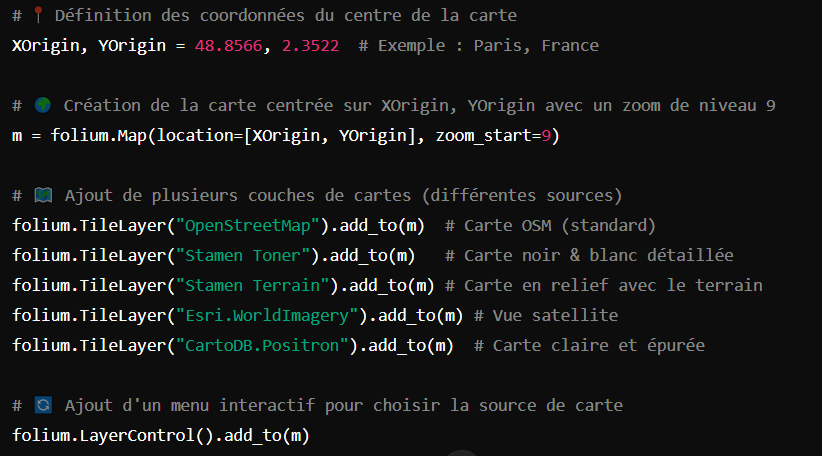 # 📍 Définition des coordonnées du centre de la carte
XOrigin, YOrigin = 48.8566, 2.3522  # Exemple : Paris, France
# 🌍 Création de la carte centrée sur XOrigin, YOrigin avec un zoom de niveau 9
m = folium.Map(location=[XOrigin, YOrigin], zoom_start=9)
# 🗺️ Ajout de plusieurs couches de cartes (différentes sources)
folium.TileLayer("OpenStreetMap").add_to(m)  # Carte OSM (standard)
folium.TileLayer("Stamen Toner").add_to(m)   # Carte noir & blanc détaillée
folium.TileLayer("Stamen Terrain").add_to(m) # Carte en relief avec le terrain
folium.TileLayer("Esri.WorldImagery").add_to(m) # Vue satellite
folium.TileLayer("CartoDB.Positron").add_to(m)  # Carte claire et épurée
# 🔄 Ajout d'un menu interactif pour choisir la source de carte
folium.LayerControl().add_to(m)